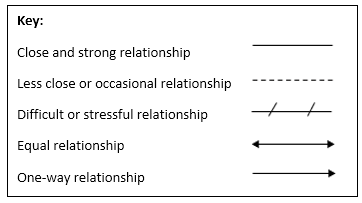 Key:
Close and strong relationship
Less close or occasional relationship
Difficult or stressful relationship
Equal relationship
One-way relationship